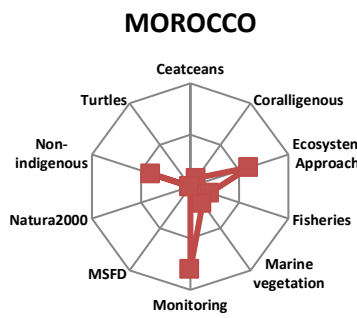 MOROCCO
Ceatceans
Turtles
Coralligenous
Non-
indigenous
Ecosystem
Approach
Natura2000
Fisheries
MSFD
Marine
vegetation
Monitoring